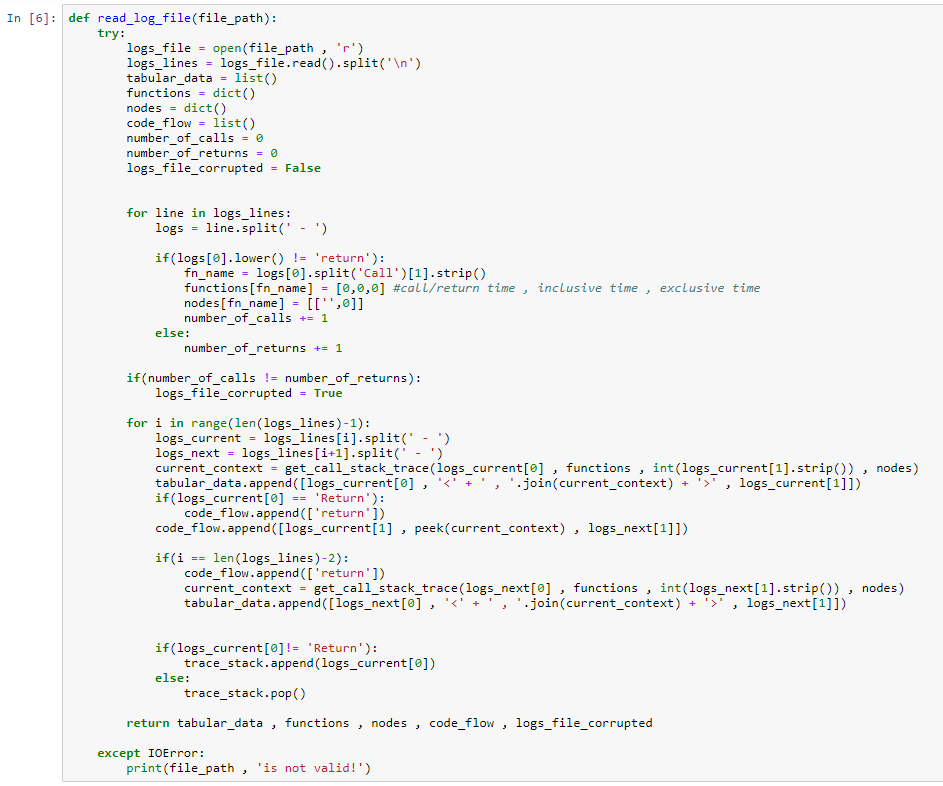 In [6]: def read_log_file(file_path):
    try:
        logs_file = open(file_path , 'r')
        logs_lines = logs_file.read().split('\n')
        tabular_data = list()
        functions = dict()
        nodes = dict()
        code_flow = list()
        number_of_calls = 0
        number_of_returns = 0
        logs_file_corrupted = False
        for line in logs_lines:
            logs = line.split(' - ')
            if(logs[0].lower() != 'return'):
                fn_name = logs[0].split('Call')[1].strip()
                functions[fn_name] = [0,0,0] #call/return time , inclusive time , exclusive time
                nodes[fn_name] = [['',0]]
                number_of_calls += 1
            else:
                number_of_returns += 1
        if(number_of_calls != number_of_returns):
            logs_file_corrupted = True
        for i in range(len(logs_lines)-1):
            logs_current = logs_lines[i].split(' - ')
            logs_next = logs_lines[i+1].split(' - ')
            current_context = get_call_stack_trace(logs_current[0] , functions , int(logs_current[1].strip()) , nodes)
            tabular_data.append([logs_current[0] , '<' + ' , '.join(current_context) + '>' , logs_current[1]])
            if(logs_current[0] == 'Return'):
                code_flow.append(['return'])
            code_flow.append([logs_current[1] , peek(current_context) , logs_next[1]])
            if(i == len(logs_lines)-2):
                code_flow.append(['return'])
                current_context = get_call_stack_trace(logs_next[0] , functions , int(logs_next[1].strip()) , nodes)
                tabular_data.append([logs_next[0] , '<' + ' , '.join(current_context) + '>' , logs_next[1]])
            if(logs_current[0]!= 'Return'):
                trace_stack.append(logs_current[0])
            else:
                trace_stack.pop()
        return tabular_data , functions , nodes , code_flow , logs_file_corrupted
    except IOError:
        print(file_path , 'is not valid!')